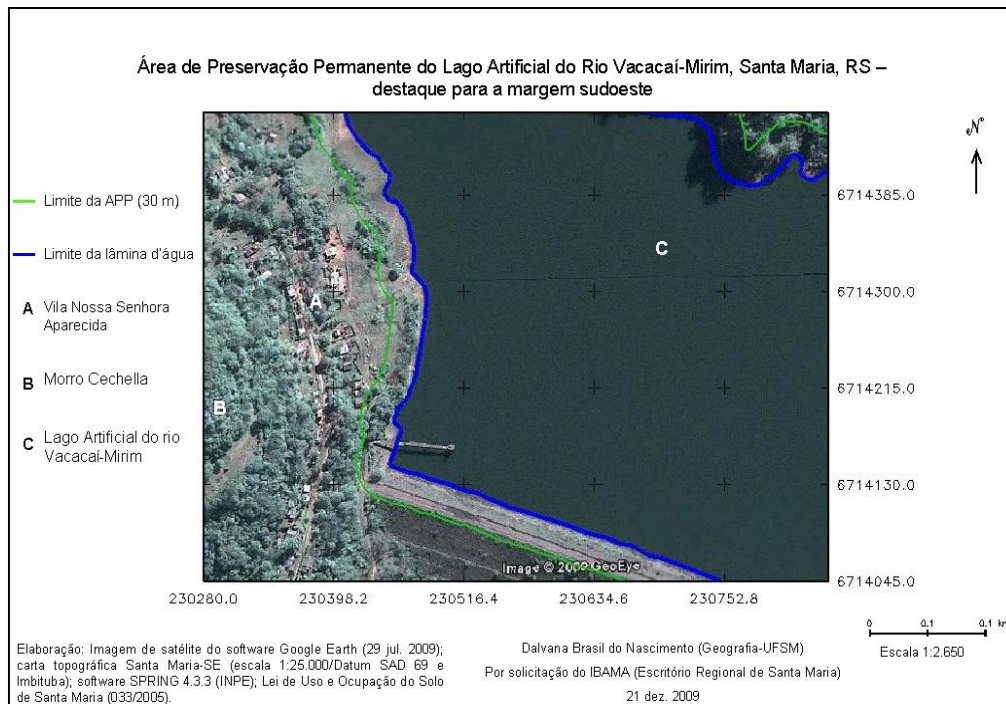 Área de Preservação Permanente do Lago Artificial do Rio Vacacaí-Mirim, Santa Maria, RS –
destaque para a margem sudoeste
N
Limite da APP (30 m)
Limite da lâmina d'água
A Vila Nossa Senhora
Aparecida
B Morro Cechella
C Lago Artificial do rio
Vacacaí-Mirim
A
B
C
6714385.0
6714300.0
6714215.0
6714130.0
6714045.0
Image © 2009 GeoEye
230280.0 230398.2 230516.4 230634.6 230752.8
0 0.1 0.1 km
Escala 1:2.650
Elaboração: Imagem de satélite do software Google Earth (29 jul. 2009);
carta topográfica Santa Maria-SE (escala 1:25.000/Datum SAD 69 e
Imbituba); software SPRING 4.3.3 (INPE); Lei de Uso e Ocupação do Solo
de Santa Maria (033/2005).
Dalvana Brasil do Nascimento (Geografia-UFSM)
Por solicitação do IBAMA (Escritório Regional de Santa Maria)
21 dez. 2009